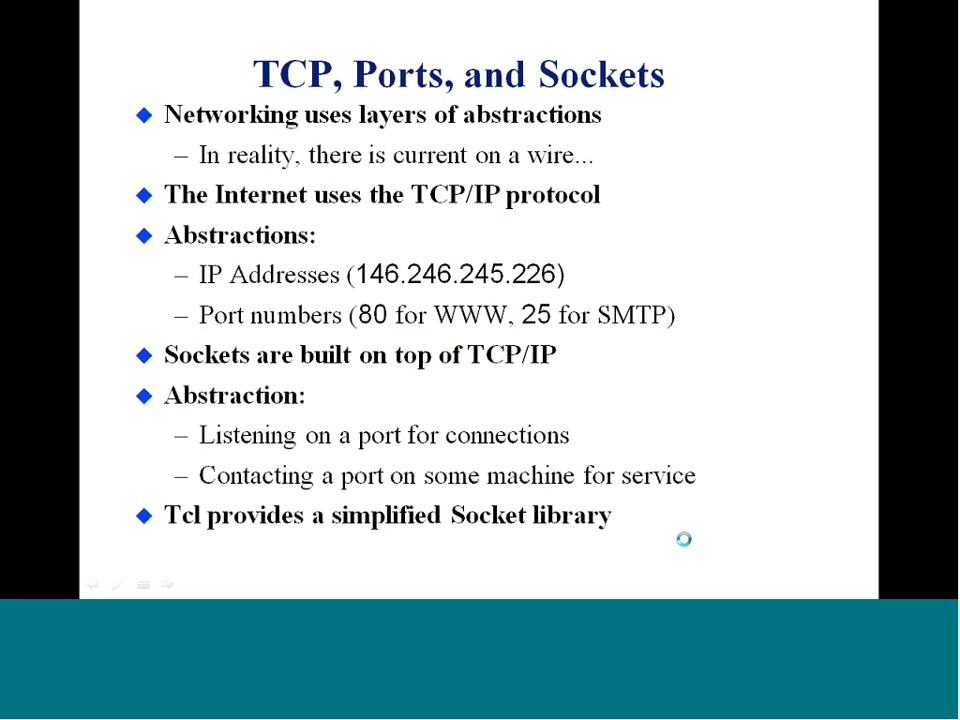 TCP, Ports, and Sockets
Networking uses layers of abstractions
– In reality, there is current on a wire...
The Internet uses the TCP/IP protocol
Abstractions:
– IP Addresses (146.246.245.226)
– Port numbers (80 for WWW, 25 for SMTP)
Sockets are built on top of TCP/IP
Abstraction:
– Listening on a port for connections
– Contacting a port on some machine for service
Tcl provides a simplified Socket library